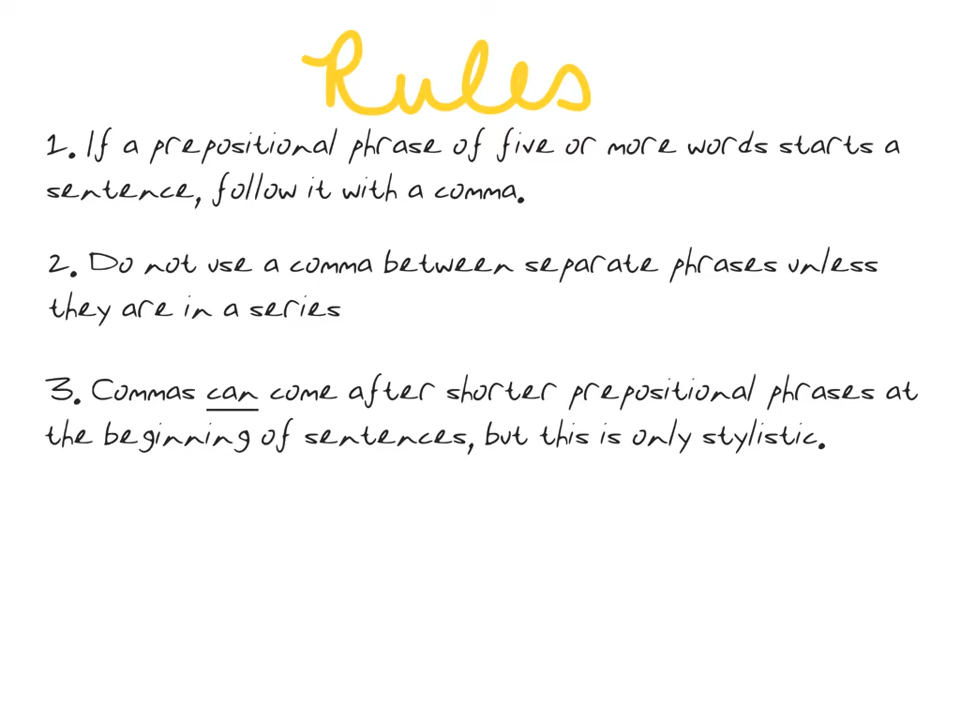 Rules
1. If a prepositional phrase of five or more words starts a
sentence, follow it with a comma.
2. Do not use a comma between separate phrases unless
they are in a series
3. Commas can come after shorter prepositional phrases at
the beginning of sentences, but this is only stylistic.